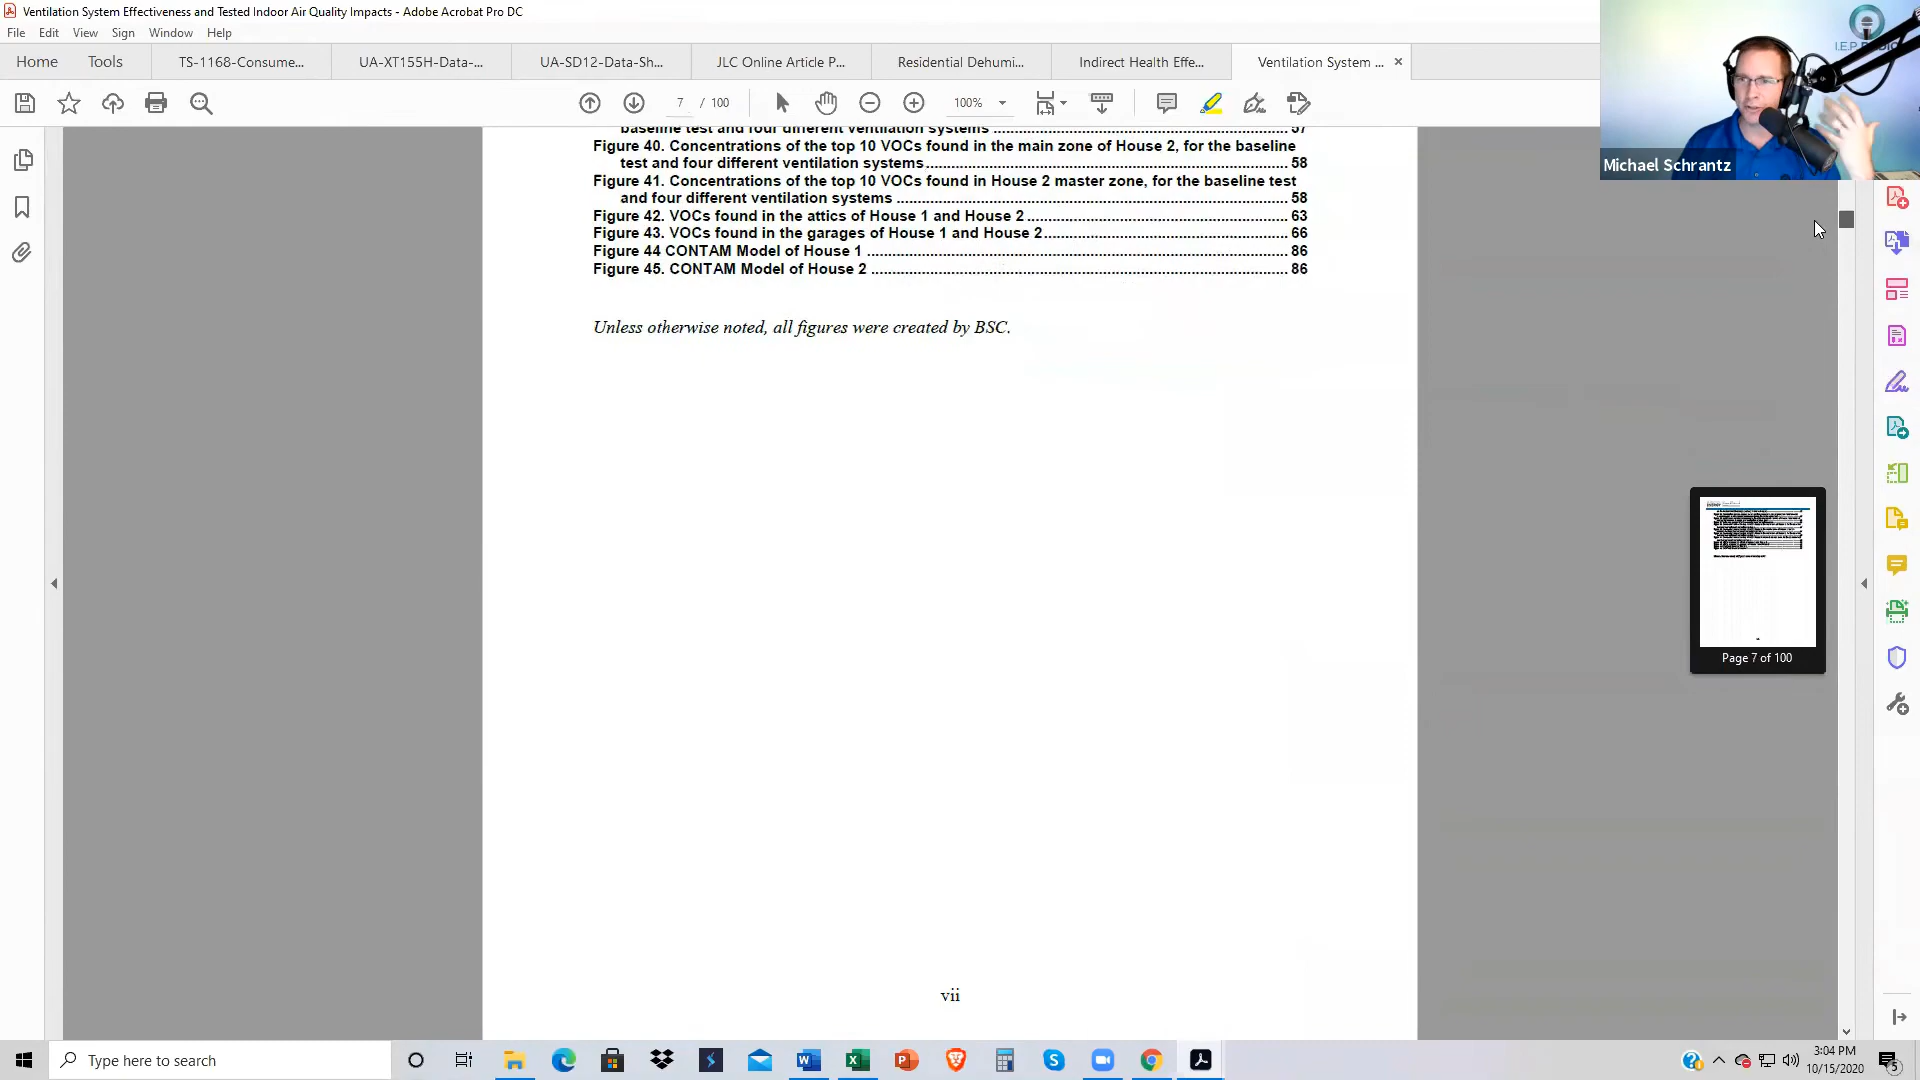 Ventilation System Effectiveness and Tested Indoor Air Quality Impacts - Adobe Acrobat Pro DC
File Edit View Sign Window Help
Home Tools TS-1168-Consume... UA-XT155H-Data-... UA-SD12-Data-Sh... JLC Online Article P... Residential Dehumi... Indirect Health Effe... Ventilation System ...
7 / 100 100%
I.E.P.
Michael Schrantz
baseline test and four different ventilation systems 57
Figure 40. Concentrations of the top 10 VOCs found in the main zone of House 2, for the baseline
test and four different ventilation systems 58
Figure 41. Concentrations of the top 10 VOCs found in House 2 master zone, for the baseline test
and four different ventilation systems 58
Figure 42. VOCs found in the attics of House 1 and House 2 63
Figure 43. VOCs found in the garages of House 1 and House 2 66
Figure 44 CONTAM Model of House 1 86
Figure 45. CONTAM Model of House 2 86
Unless otherwise noted, all figures were created by BSC.
Page 7 of 100
vii
Type here to search
3:04 PM
10/15/2020
5